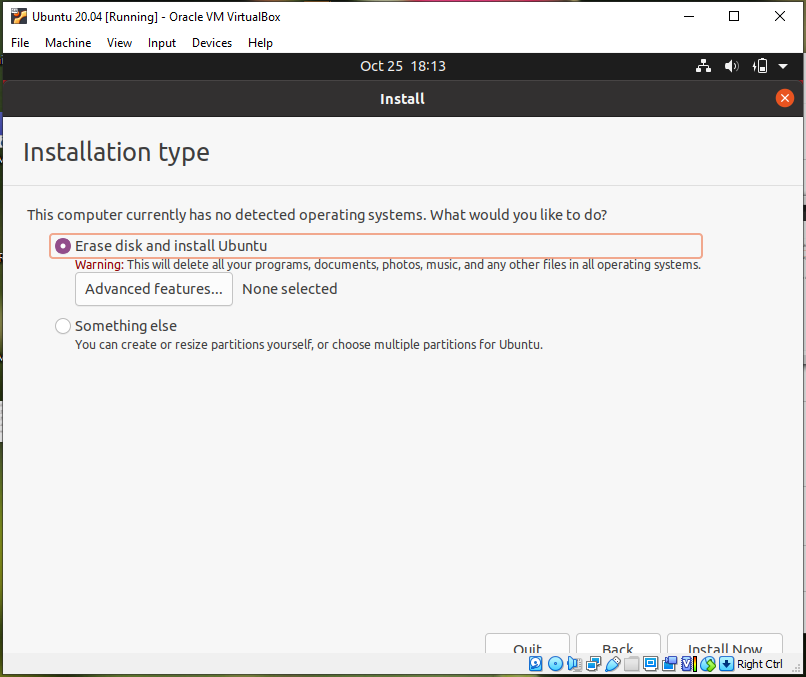 Ubuntu 20.04 [Running] - Oracle VM VirtualBox
File Machine View Input Devices Help
Oct 25 18:13
Install
Installation type
This computer currently has no detected operating systems. What would you like to do?
Erase disk and install Ubuntu
Warning: This will delete all your programs, documents, photos, music, and any other files in all operating systems.
Advanced features... None selected
Something else
You can create or resize partitions yourself, or choose multiple partitions for Ubuntu.
Quit Back Install Now
Right Ctrl